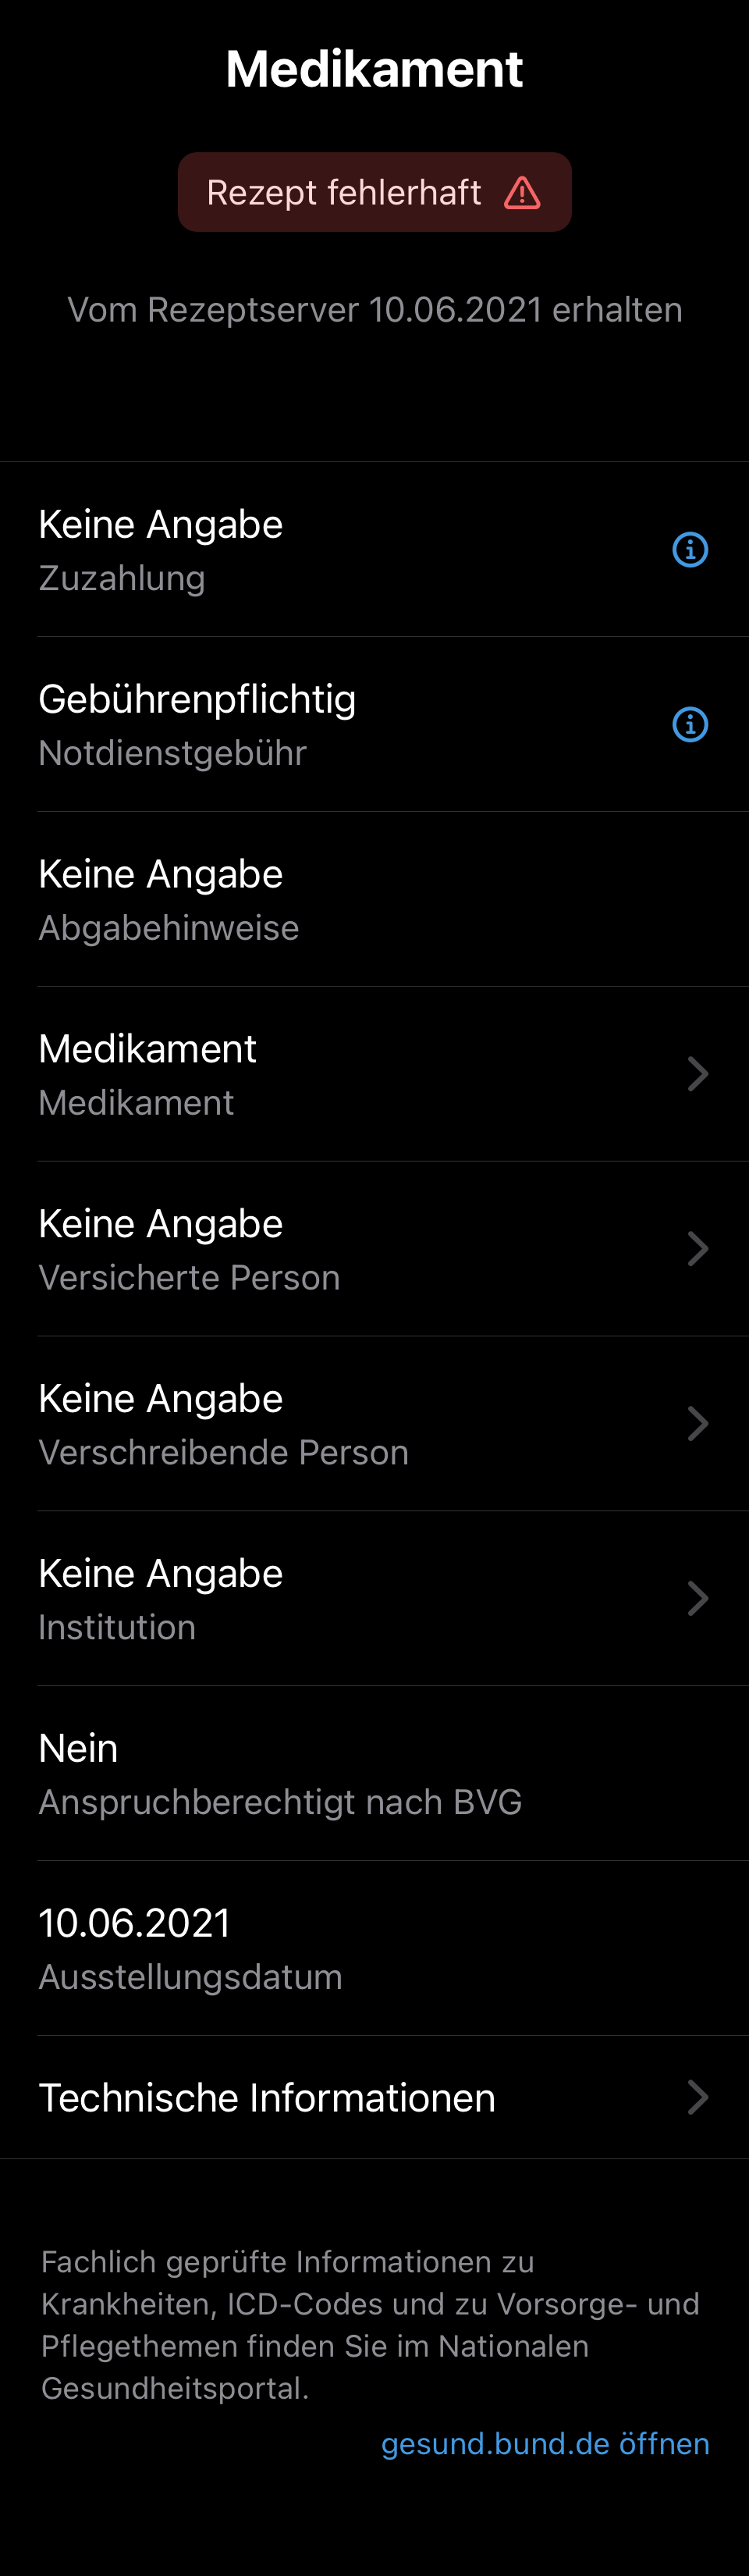 Medikament
Rezept fehlerhaft
Vom Rezeptserver 10.06.2021 erhalten
Keine Angabe
Zuzahlung
Gebührenpflichtig
Notdienstgebühr
Keine Angabe
Abgabehinweise
Medikament
Medikament
Keine Angabe
Versicherte Person
Keine Angabe
Verschreibende Person
Keine Angabe
Institution
Nein
Anspruchberechtigt nach BVG
10.06.2021
Ausstellungsdatum
Technische Informationen
Fachlich geprüfte Informationen zu
Krankheiten, ICD-Codes und zu Vorsorge- und
Pflegethemen finden Sie im Nationalen
Gesundheitsportal.
gesund.bund.de öffnen